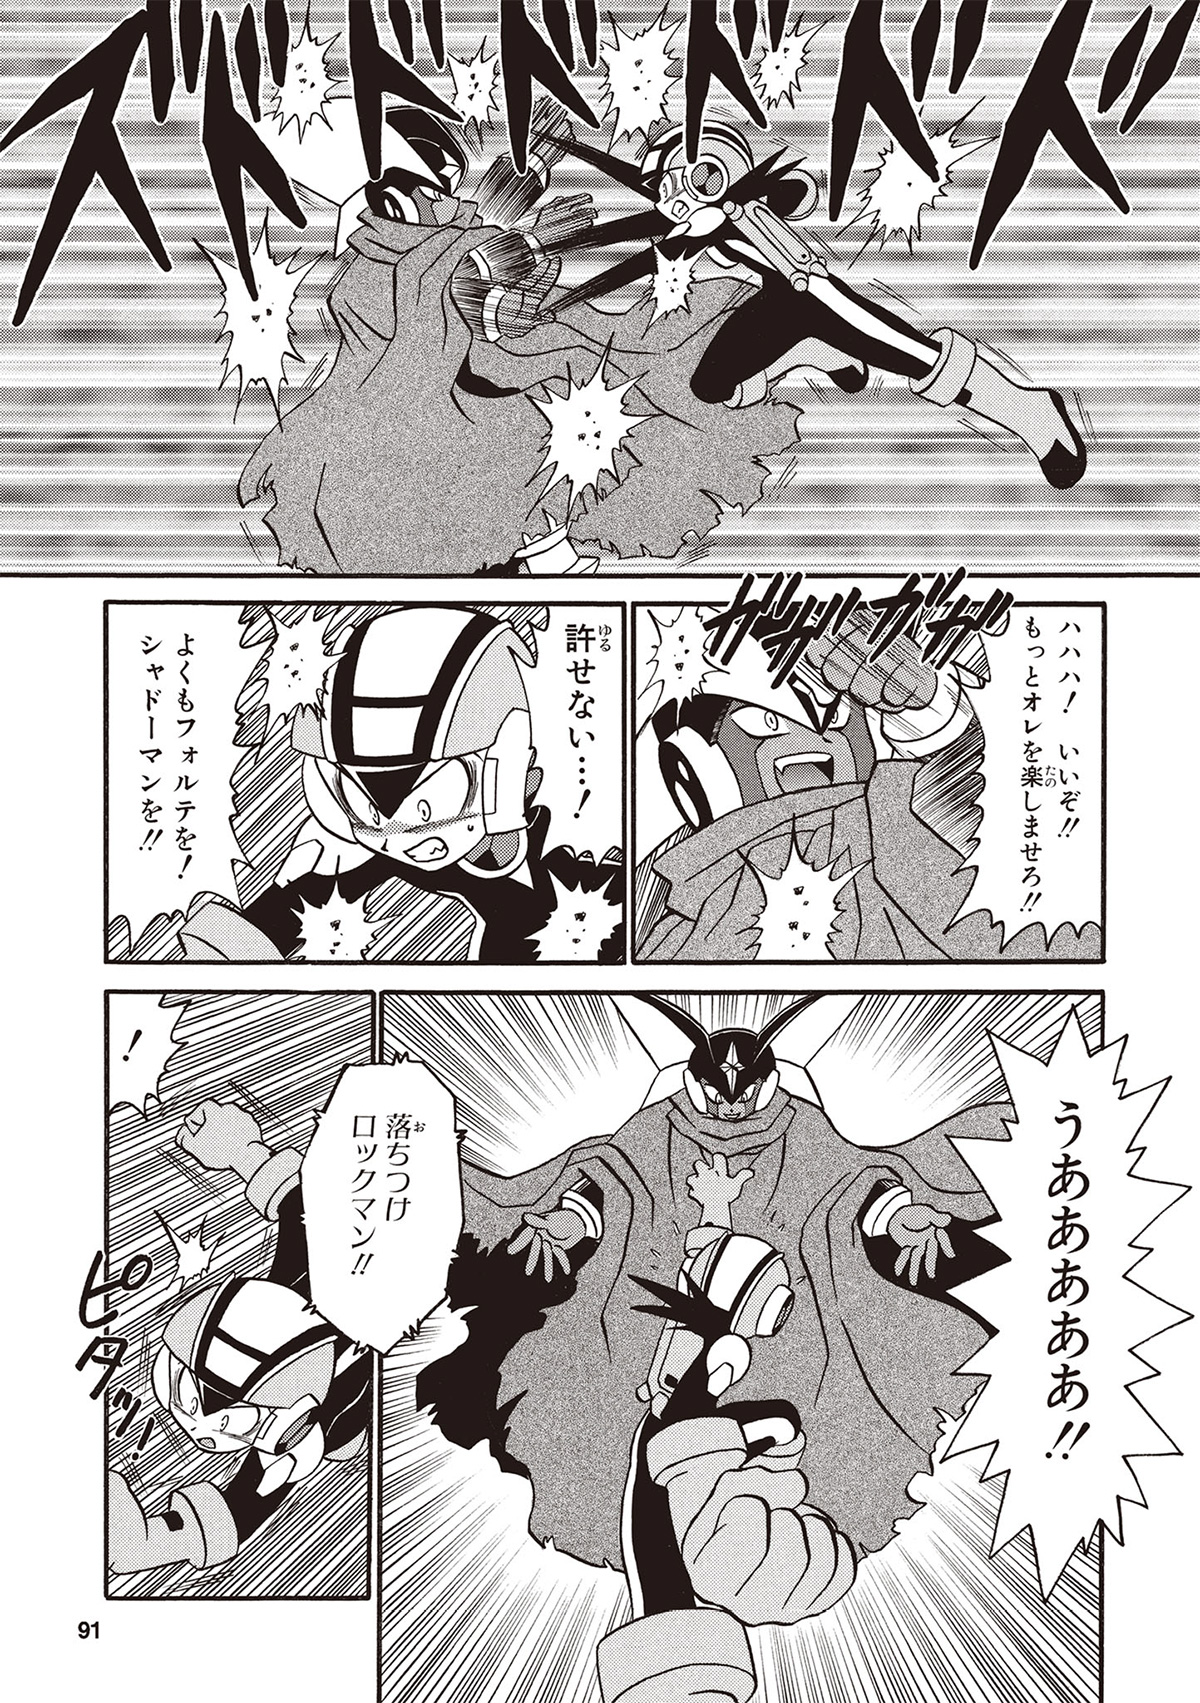 ズドドドドドズ
ガガガガッ
ハハハ！いいぞ!!
もっとオレを楽しませろ!!
許せない…！
よくもフォルテを！
シャドーマンを!!
うああああああ!!
落ちつけ
ロックマン!!
！
ピタッ!!
91